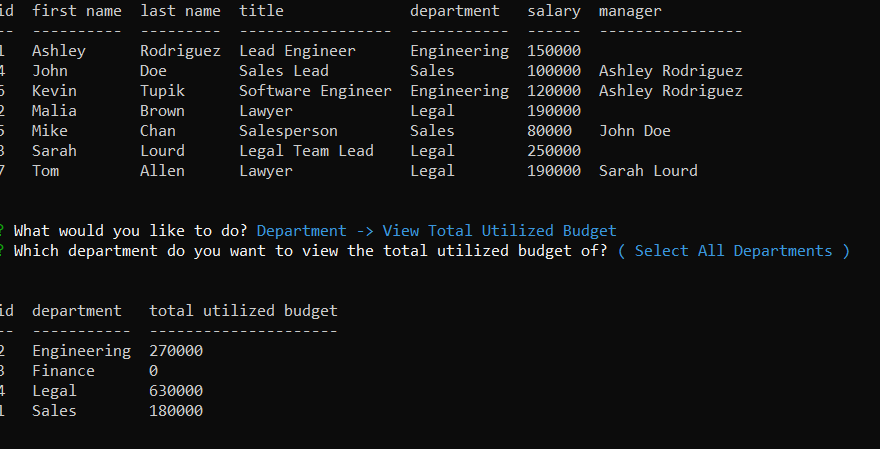 id  first name  last name  title              department   salary  manager
--  ----------  ---------  -----------------  -----------  ------  ----------------
1  Ashley      Rodriguez  Lead Engineer      Engineering  150000
4  John        Doe        Sales Lead         Sales        100000  Ashley Rodriguez
Kevin       Tupik      Software Engineer  Engineering  120000  Ashley Rodriguez
2  Malia       Brown      Lawyer             Legal        190000
5  Mike        Chan       Salesperson        Sales        80000   John Doe
3  Sarah       Lourd      Legal Team Lead    Legal        250000
7  Tom         Allen      Lawyer             Legal        190000  Sarah Lourd
? What would you like to do? Department -> View Total Utilized Budget
? Which department do you want to view the total utilized budget of? ( Select All Departments )
id  department   total utilized budget
--  -----------  ---------------------
2  Engineering  270000
3  Finance      0
4  Legal        630000
1  Sales        180000